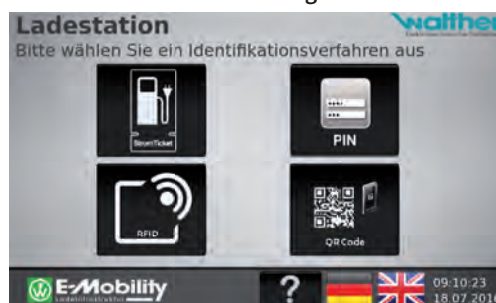 Ladestation
walther
Bitte wählen Sie ein Identifikationsverfahren aus
StromTicket
PIN
RFID
QR Code
E-Mobility
Ladeinfrastruktur
?
09:10:23
18.07.201